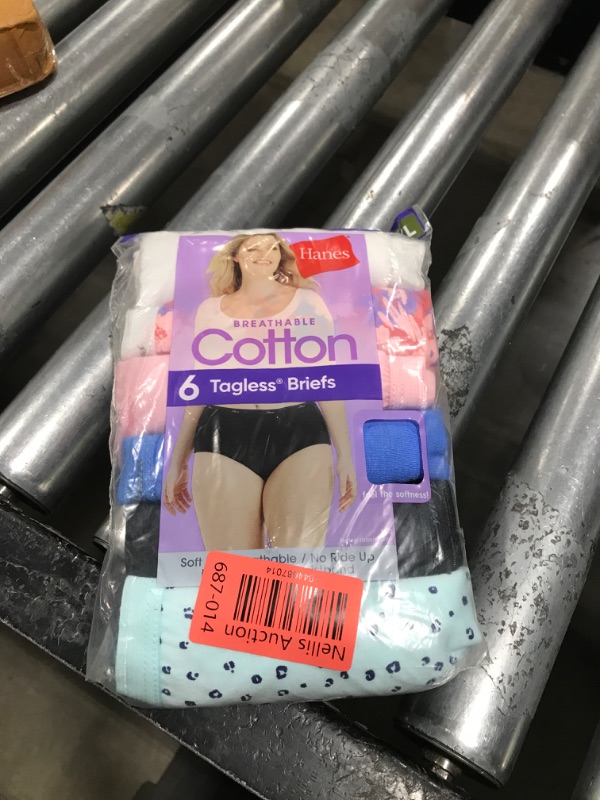 L
Hanes
BREATHABLE
Cotton
6 Tagless® Briefs
feel the softness!
Soft / No Ride Up
687-014
Nellis Auction